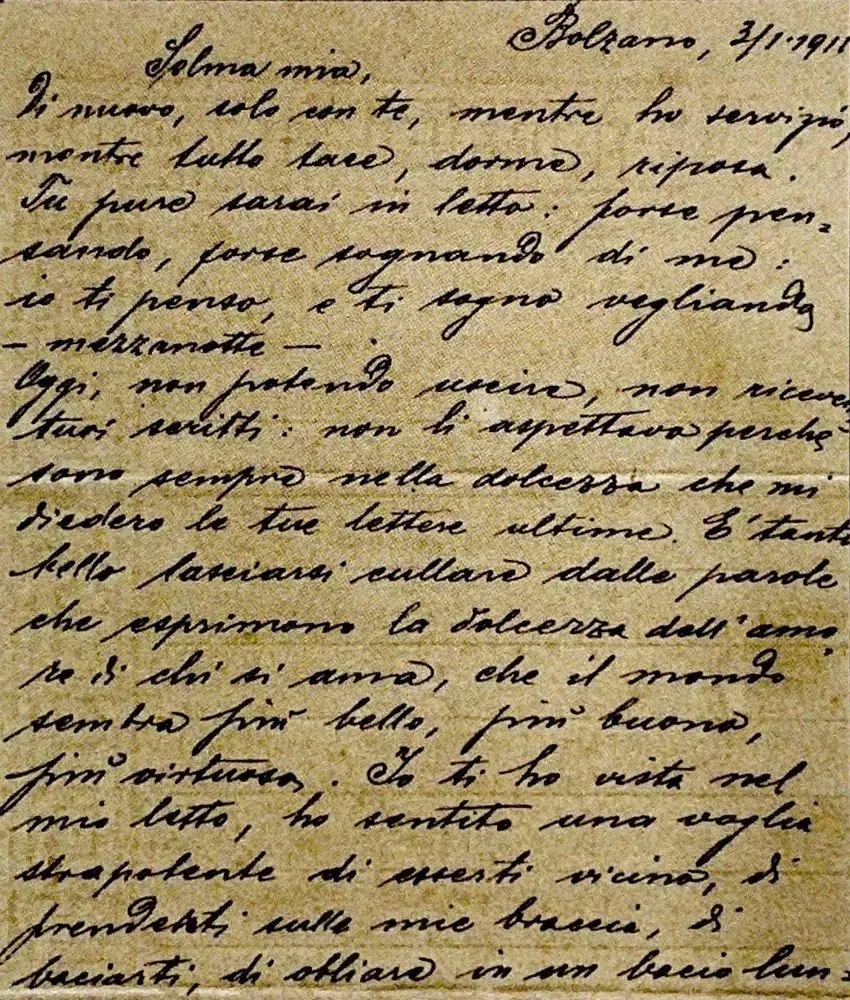 Bolzano, 3/1·911
Selma mia,
Di nuovo, solo con te, mentre ho servizio,
mentre tutto tace, dorme, riposa.
Tu pure sarai in letto: forse pen=
sando, forse sognando di me:
io ti penso, e ti sogno vegliando
— mezzanotte —.
Oggi, non potendo uscire, non ricevei
tuoi scritti: non li aspettavo perchè
sono sempre nella dolcezza che mi
diedero le tue lettere ultime. E' tanto
bello lasciarsi cullare dalle parole
che esprimono la dolcezza dell'amo
re di chi si ama, che il mondo
sembra più bello, più buono,
più virtuoso. Io ti ho vista nel
mio letto, ho sentito una voglia
strapotente di esserti vicino, di
prenderti sulle mie braccia, di
baciarti, di obliare in un bacio lun=